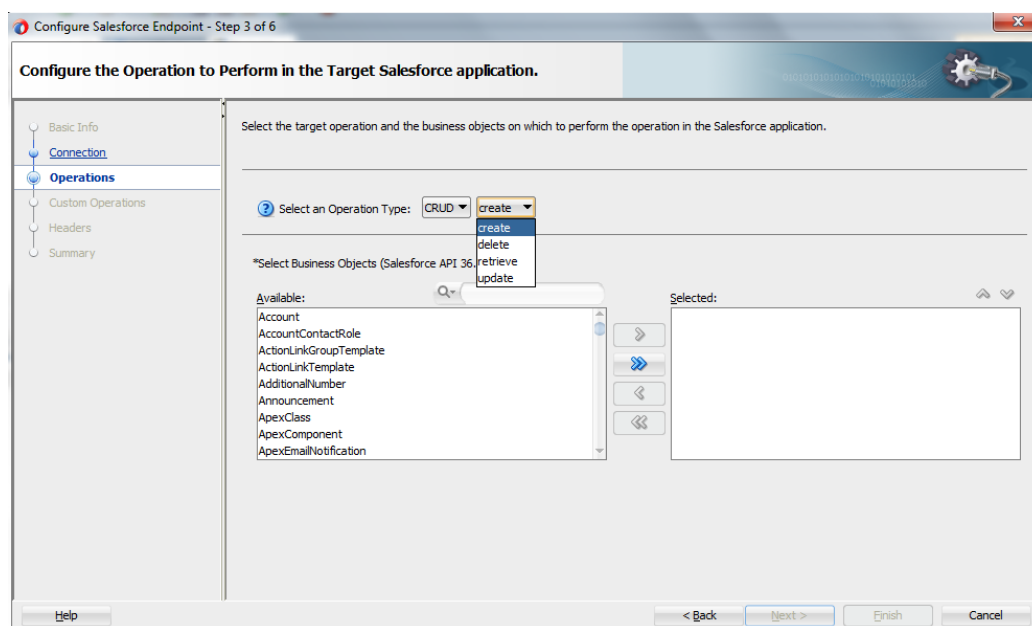 Configure Salesforce Endpoint - Step 3 of 6
Configure the Operation to Perform in the Target Salesforce application.
Basic Info
Connection
Operations
Custom Operations
Headers
Summary
Select the target operation and the business objects on which to perform the operation in the Salesforce application.
Select an Operation Type: CRUD create
create
delete
retrieve
update
*Select Business Objects (Salesforce API 36.
Available:
Selected:
Account
AccountContactRole
ActionLinkGroupTemplate
ActionLinkTemplate
AdditionalNumber
Announcement
ApexClass
ApexComponent
ApexEmailNotification
Help
< Back
Next >
Finish
Cancel